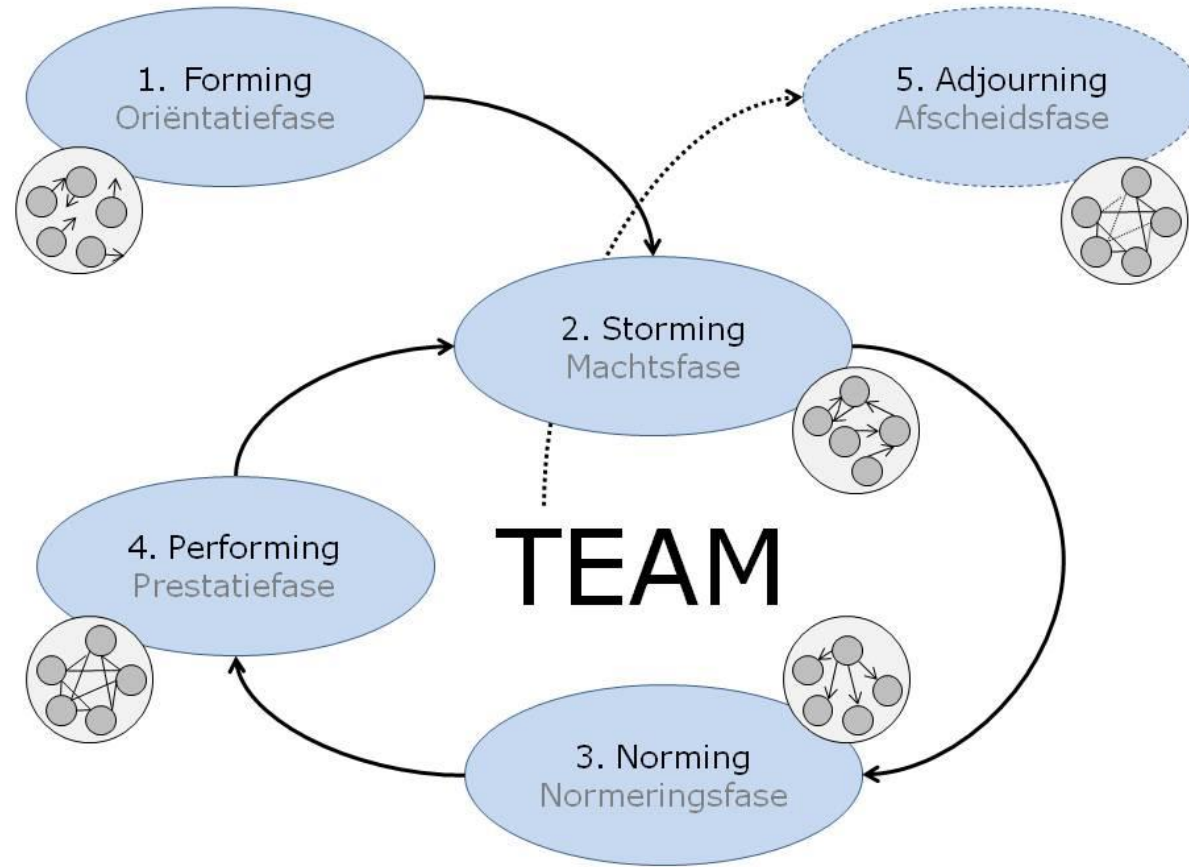 1. Forming
Oriëntatiefase
5. Adjourning
Afscheidsfase
2. Storming
Machtsfase
4. Performing
Prestatiefase
TEAM
3. Norming
Normeringsfase